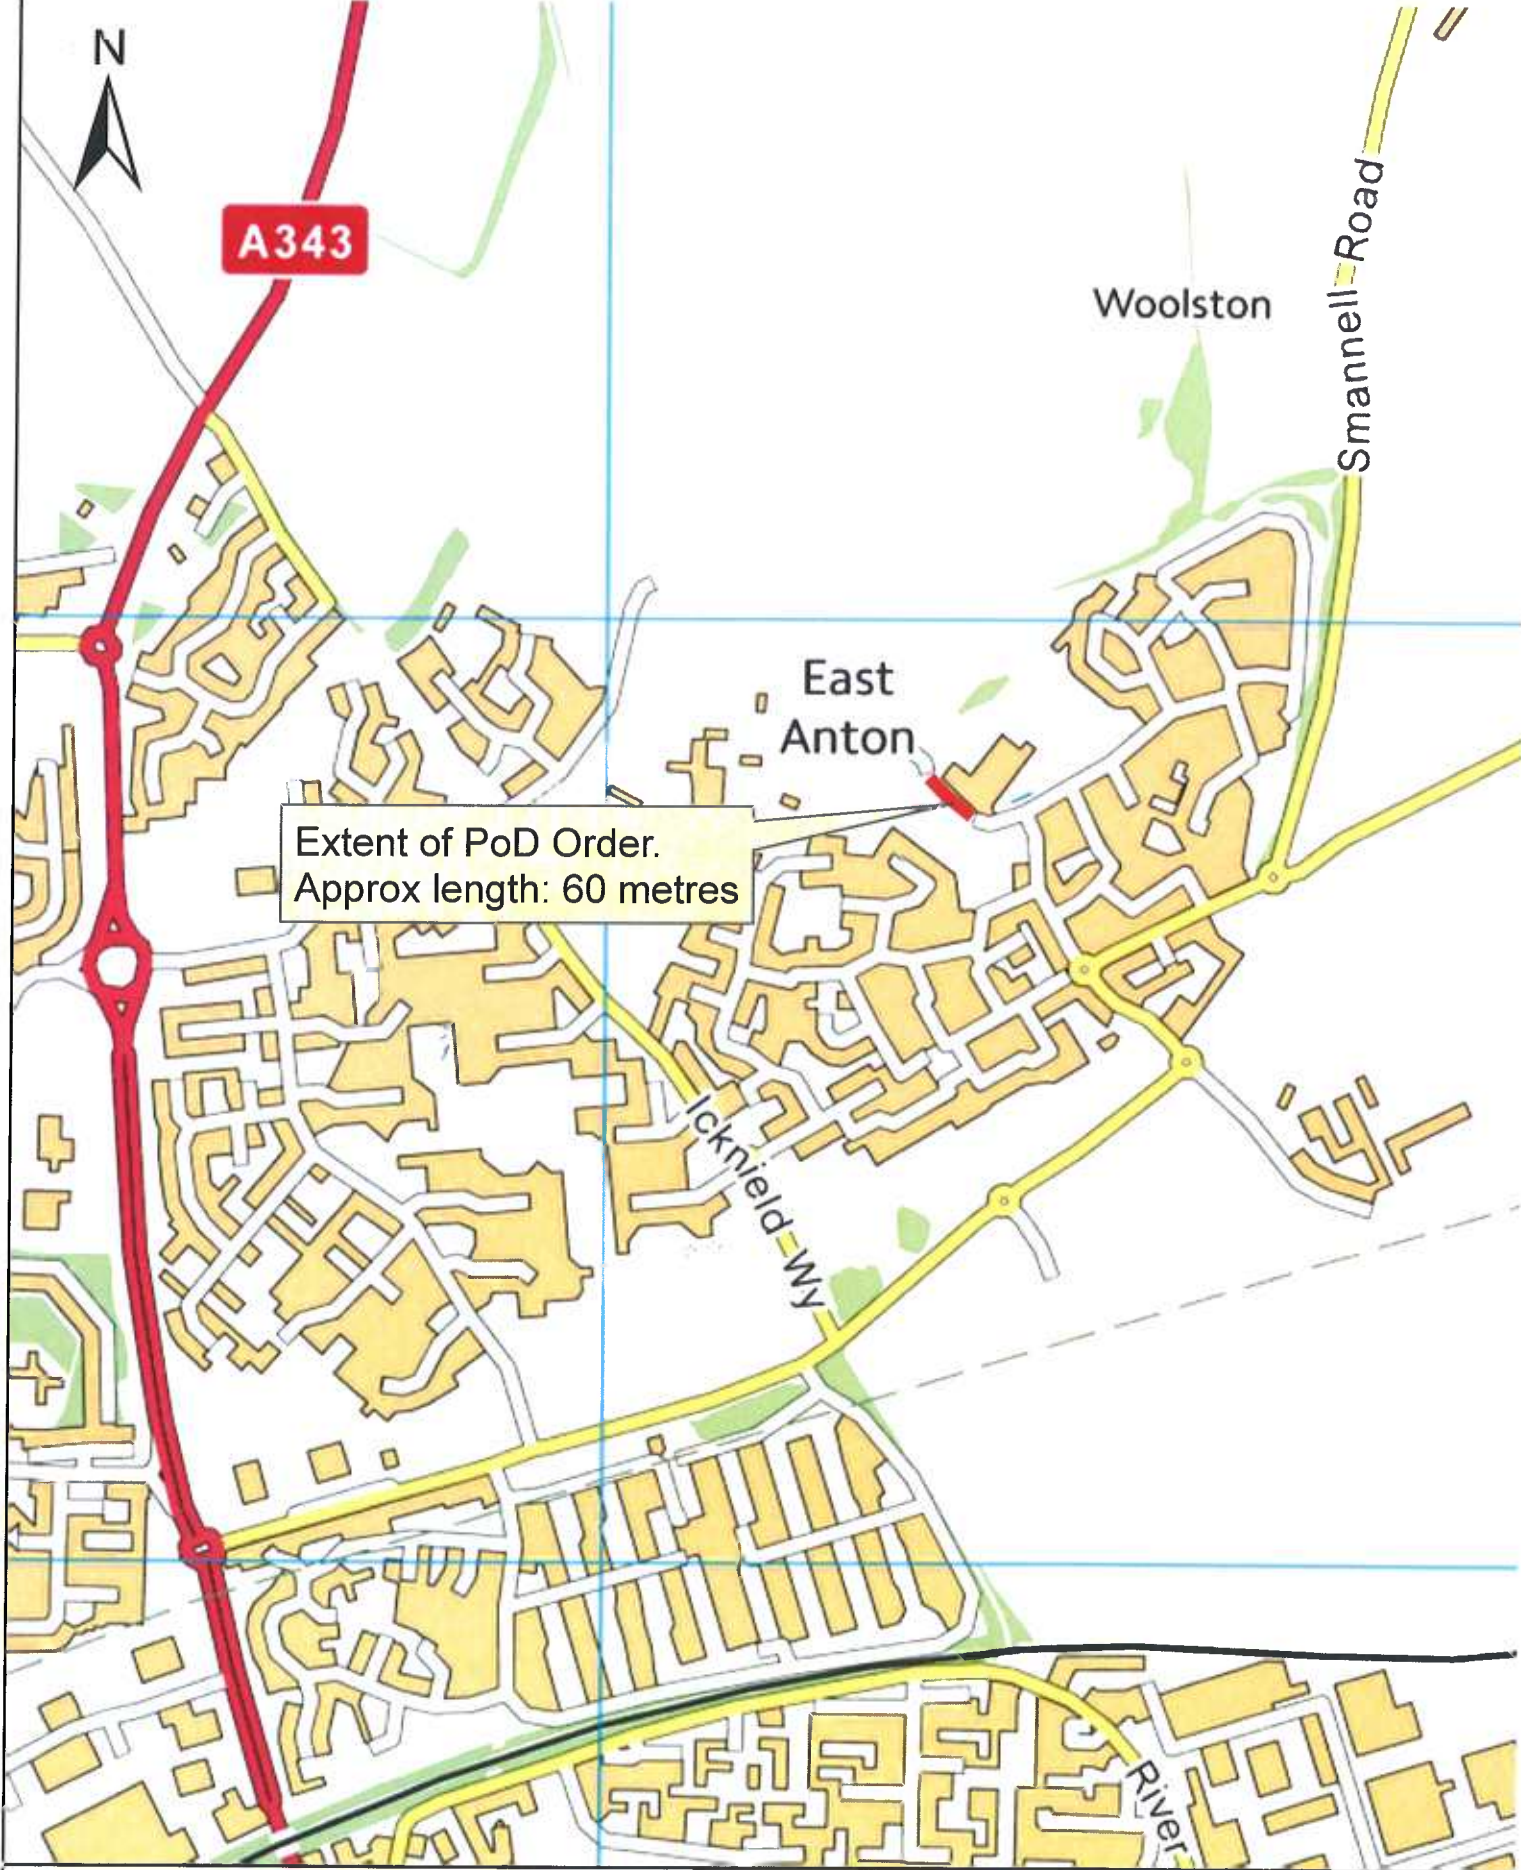 N
A343
Woolston
Smannell Road
East
Anton
Extent of PoD Order.
Approx length: 60 metres
Icknield Wy
River